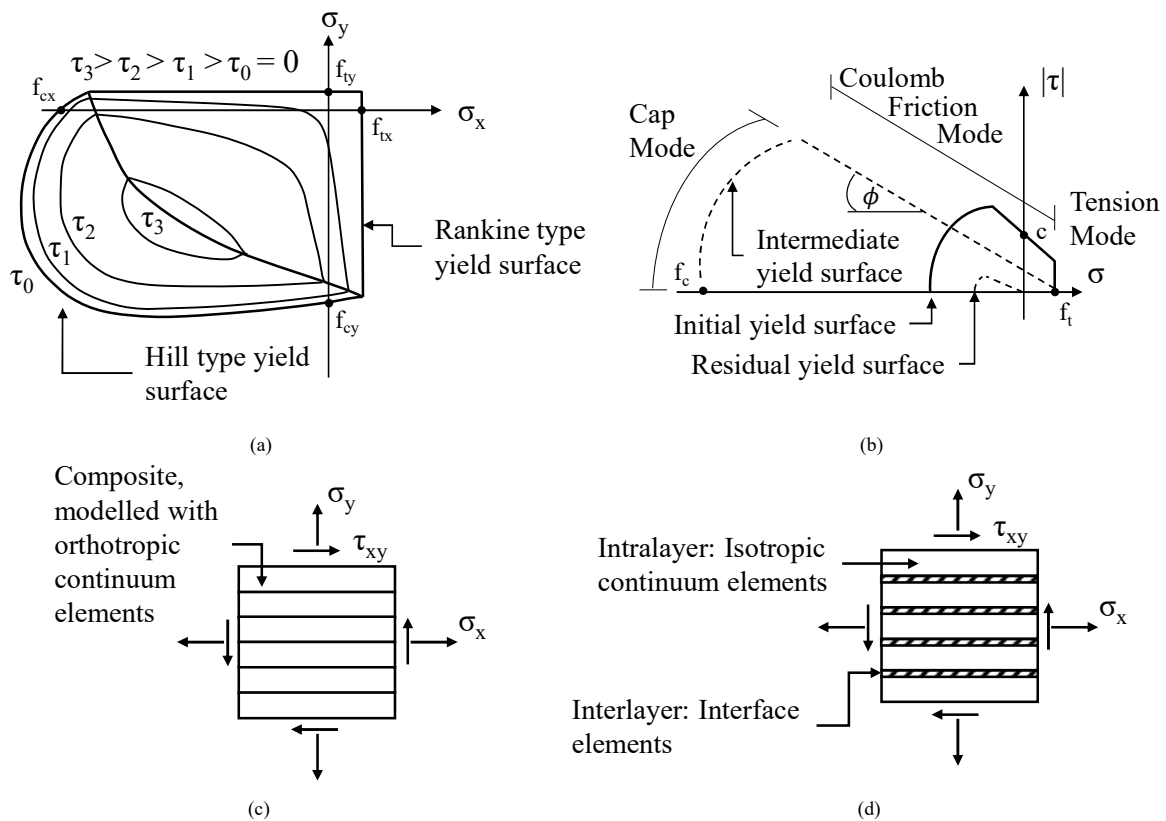 σy
τ3 > τ2 > τ1 > τ0 = 0
fty
fcx
σx
ftx
τ3
τ2
τ1
τ0
Rankine type
yield surface
fcy
Hill type yield
surface
(a)
Coulomb
Friction
Mode
|τ|
Cap
Mode
ϕ
Tension
Mode
c
Intermediate
yield surface
fc
σ
ft
Initial yield surface
Residual yield surface
(b)
Composite,
modelled with
orthotropic
continuum
elements
σy
τxy
σx
(c)
σy
τxy
Intralayer: Isotropic
continuum elements
σx
Interlayer: Interface
elements
(d)